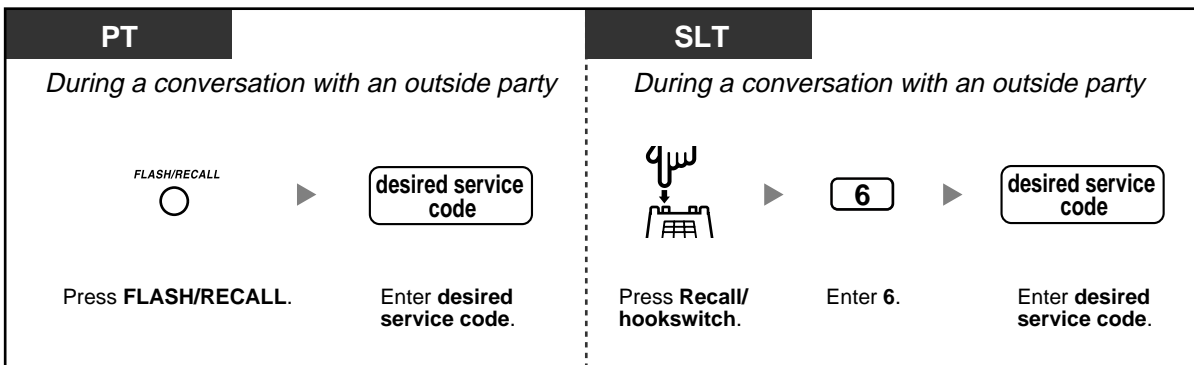 PT
During a conversation with an outside party
FLASH/RECALL
desired service
code
Press FLASH/RECALL.
Enter desired
service code.
SLT
During a conversation with an outside party
6
desired service
code
Press Recall/
hookswitch.
Enter 6.
Enter desired
service code.